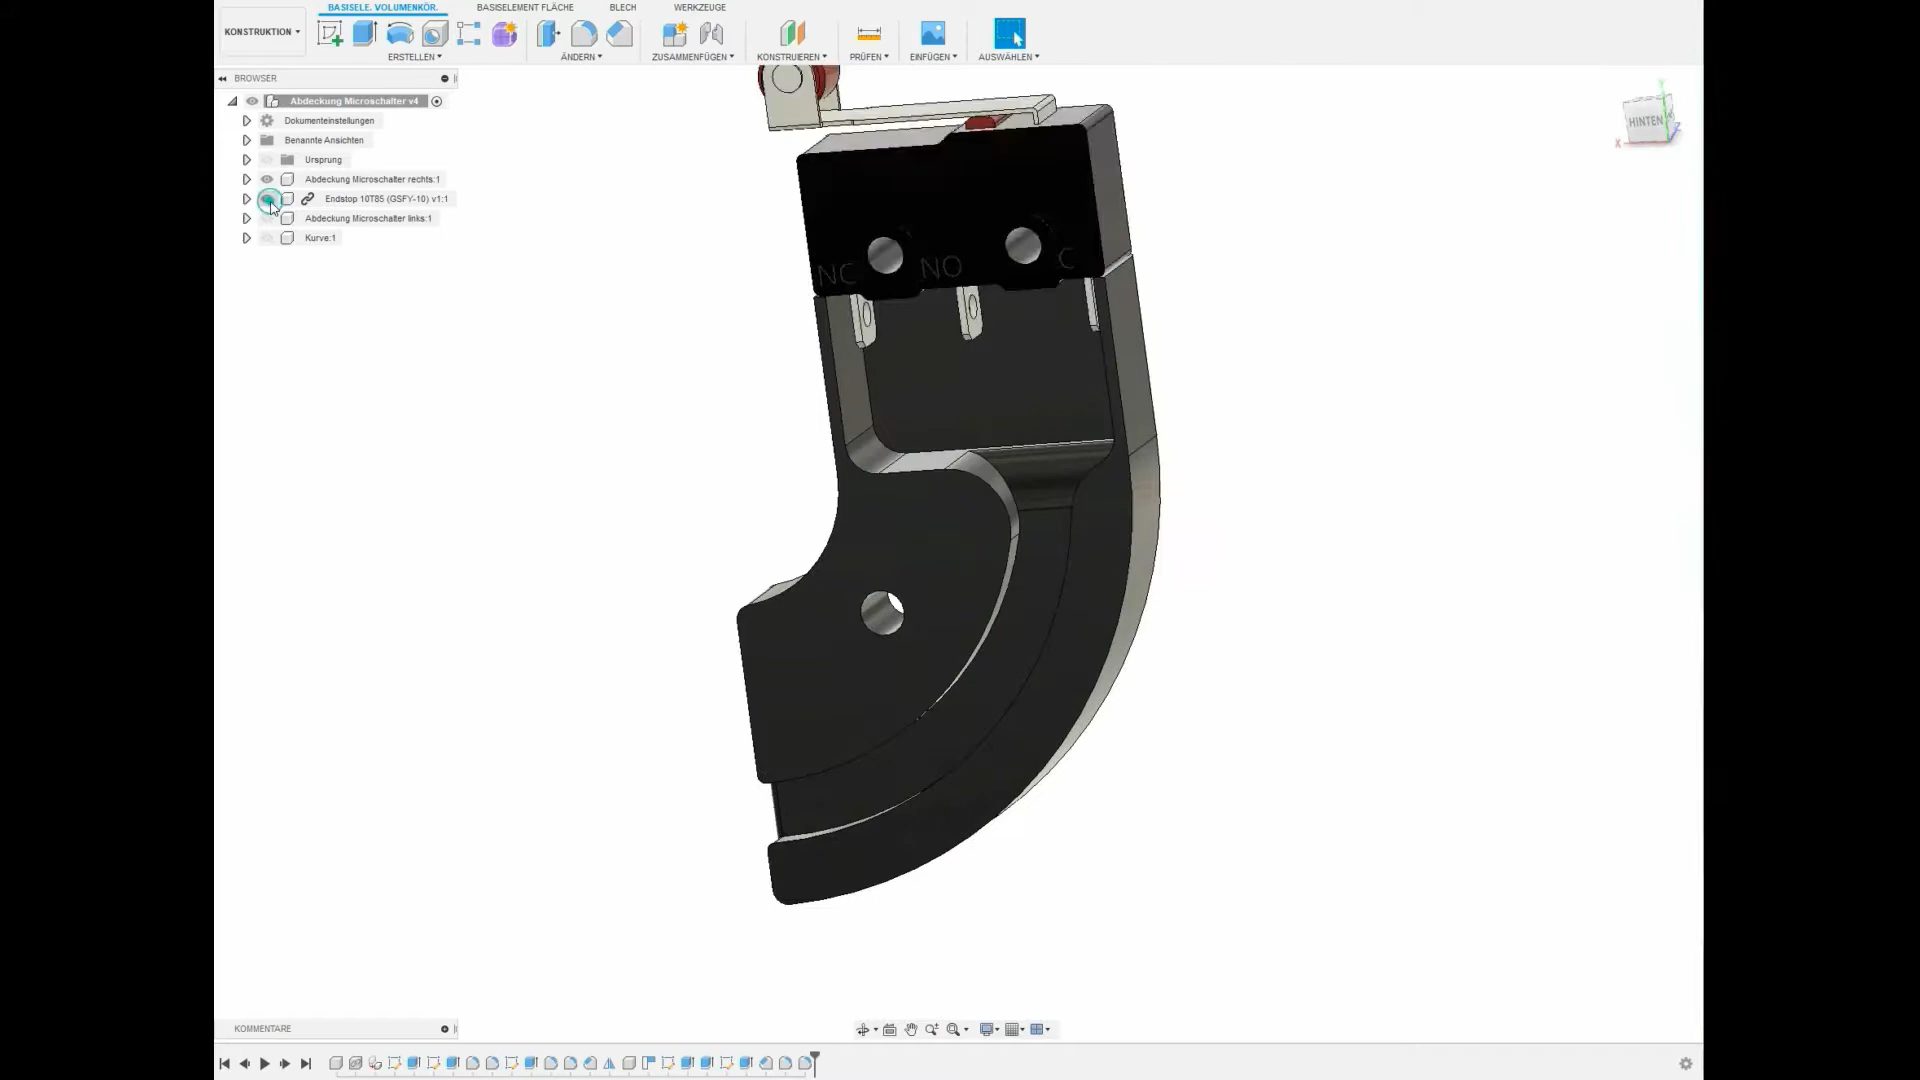 BASISELE. VOLUMENKÖR. BASISELEMENT FLÄCHE BLECH WERKZEUGE
KONSTRUKTION
ERSTELLEN ÄNDERN ZUSAMMENFÜGEN KONSTRUIEREN PRÜFEN EINFÜGEN AUSWÄHLEN
BROWSER
Abdeckung Microschalter v4
Dokumenteinstellungen
Benannte Ansichten
Ursprung
Abdeckung Microschalter rechts:1
Endstop 10T85 (GSFY-10) v1:1
Abdeckung Microschalter links:1
Kurve:1
Y
HINTEN
X
Z
NC NO C
KOMMENTARE